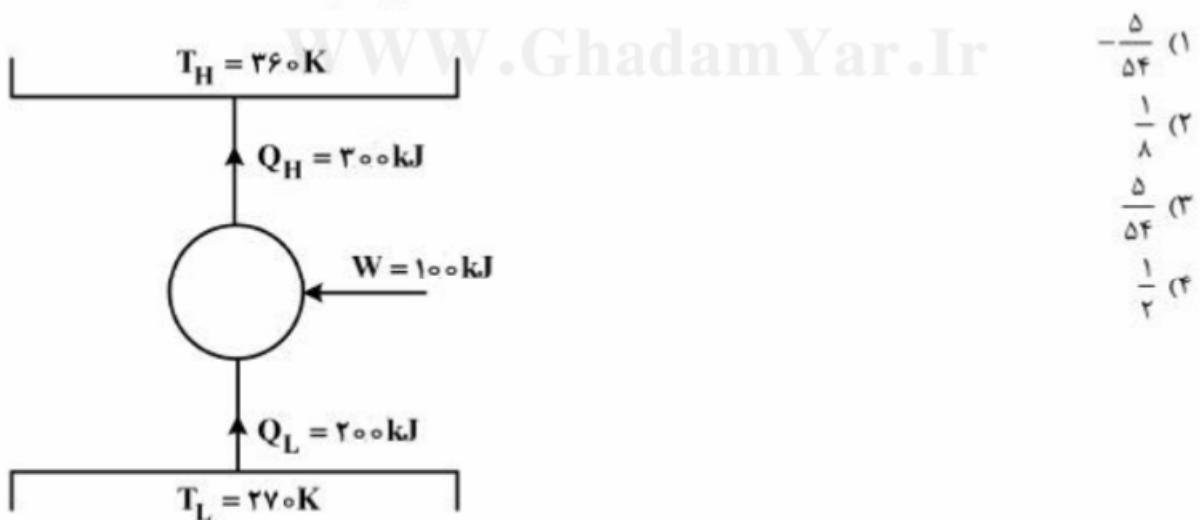 WWW.GhadamYar.Ir
T_H = ۳۶۰K
Q_H = ۳۰۰kJ
W = ۱۰۰kJ
Q_L = ۲۰۰kJ
T_L = ۲۷۰K
۱) -۵/۵۴
۲) ۱/۸
۳) ۵/۵۴
۴) ۱/۲